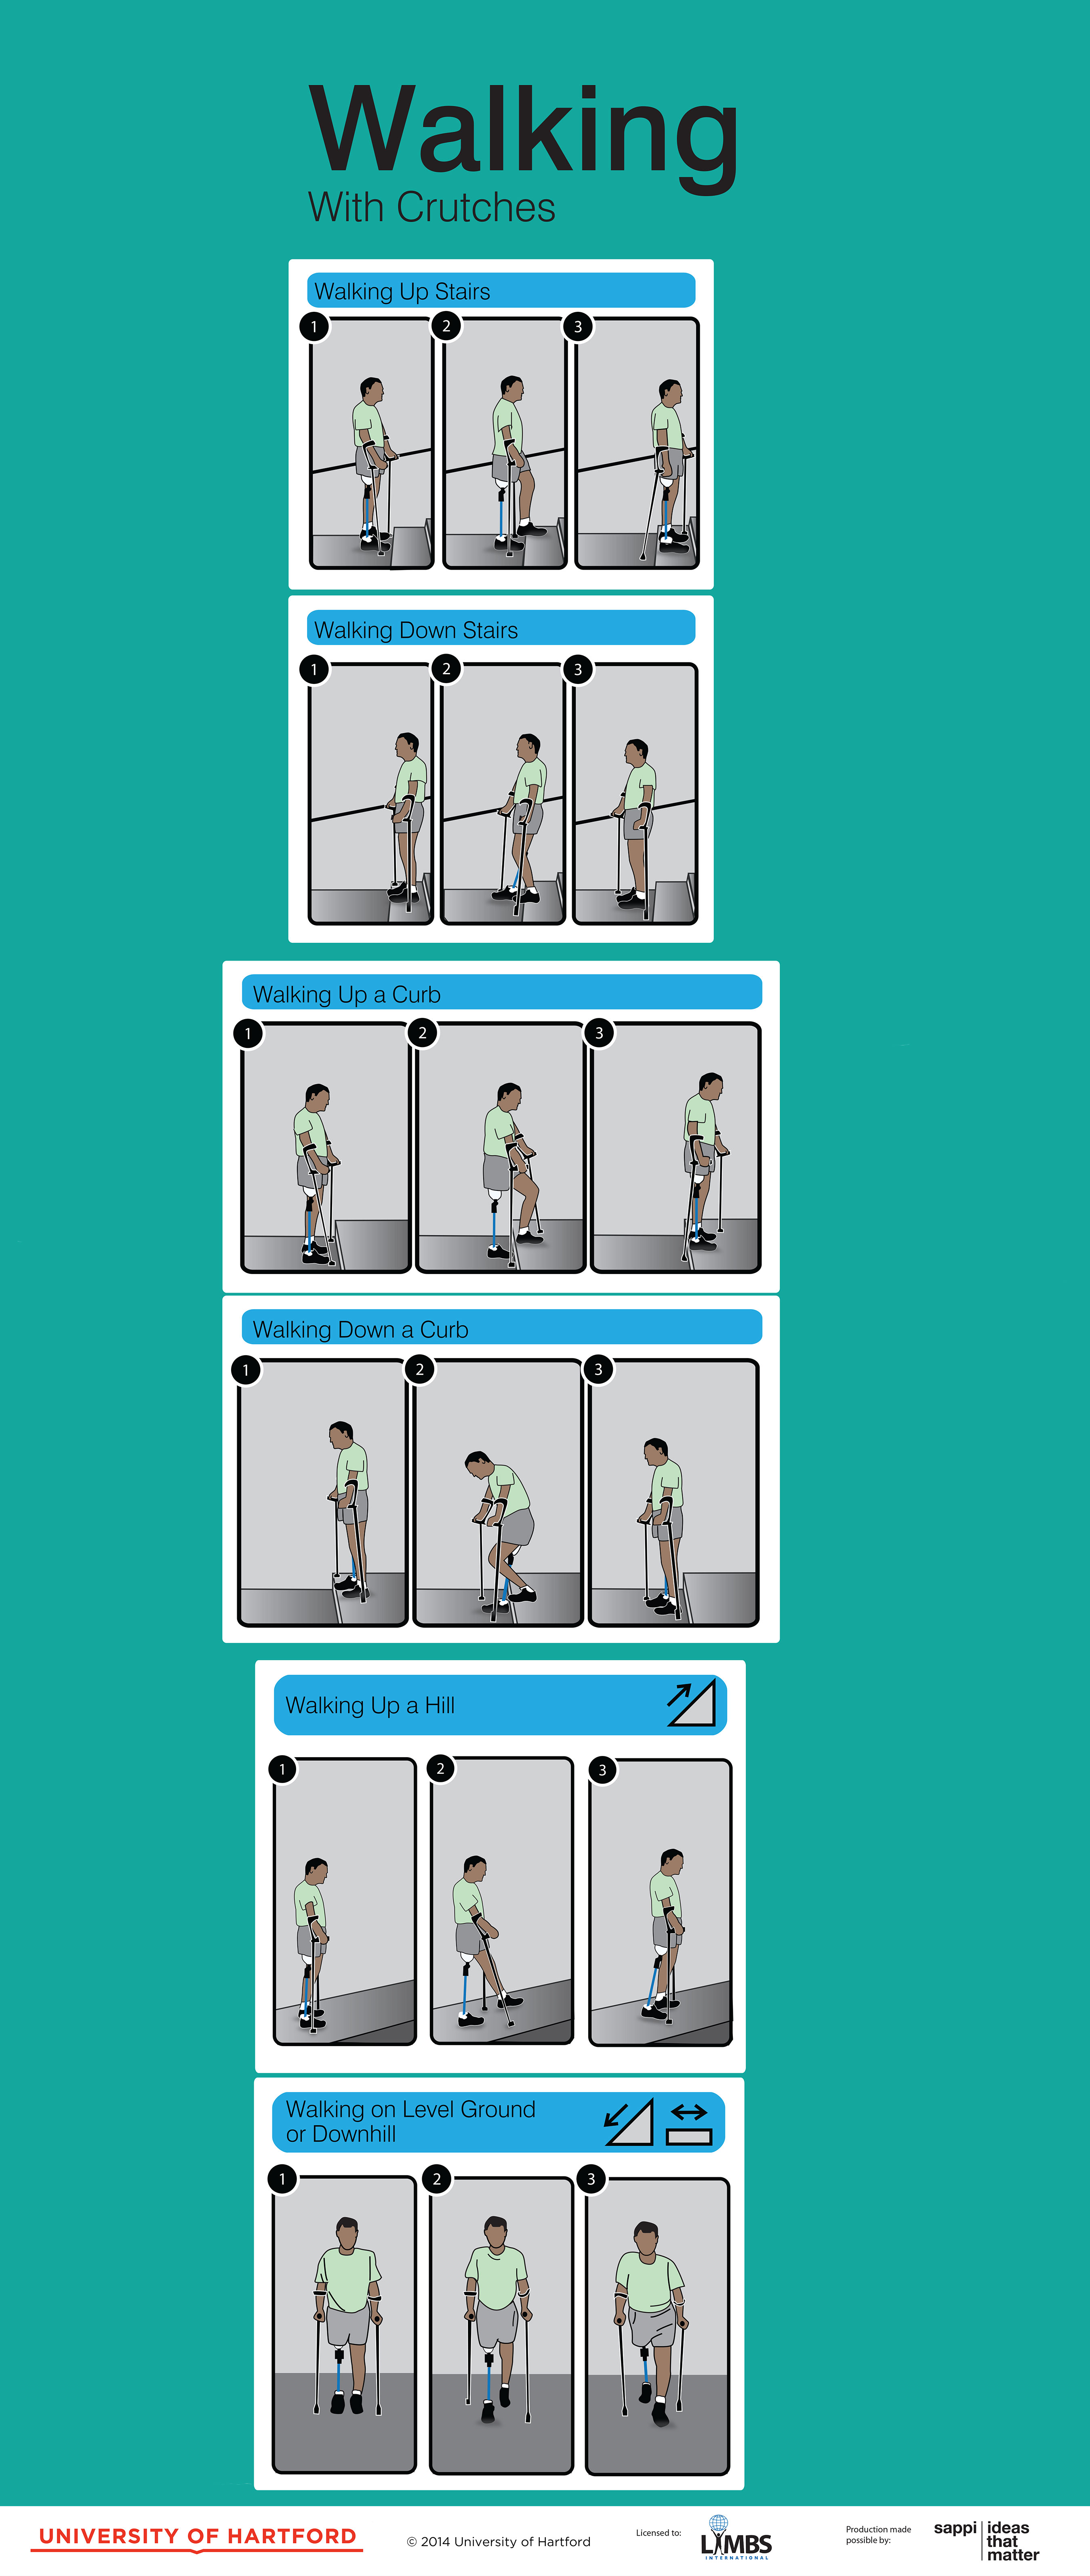 Walking
With Crutches
Walking Up Stairs
1
2
3
Walking Down Stairs
1
2
3
Walking Up a Curb
1
2
3
Walking Down a Curb
1
2
3
Walking Up a Hill
1
2
3
Walking on Level Ground
or Downhill
1
2
3
UNIVERSITY OF HARTFORD
© 2014 University of Hartford
Licensed to:
LIMBS
INTERNATIONAL
Production made
possible by:
sappi
ideas
that
matter